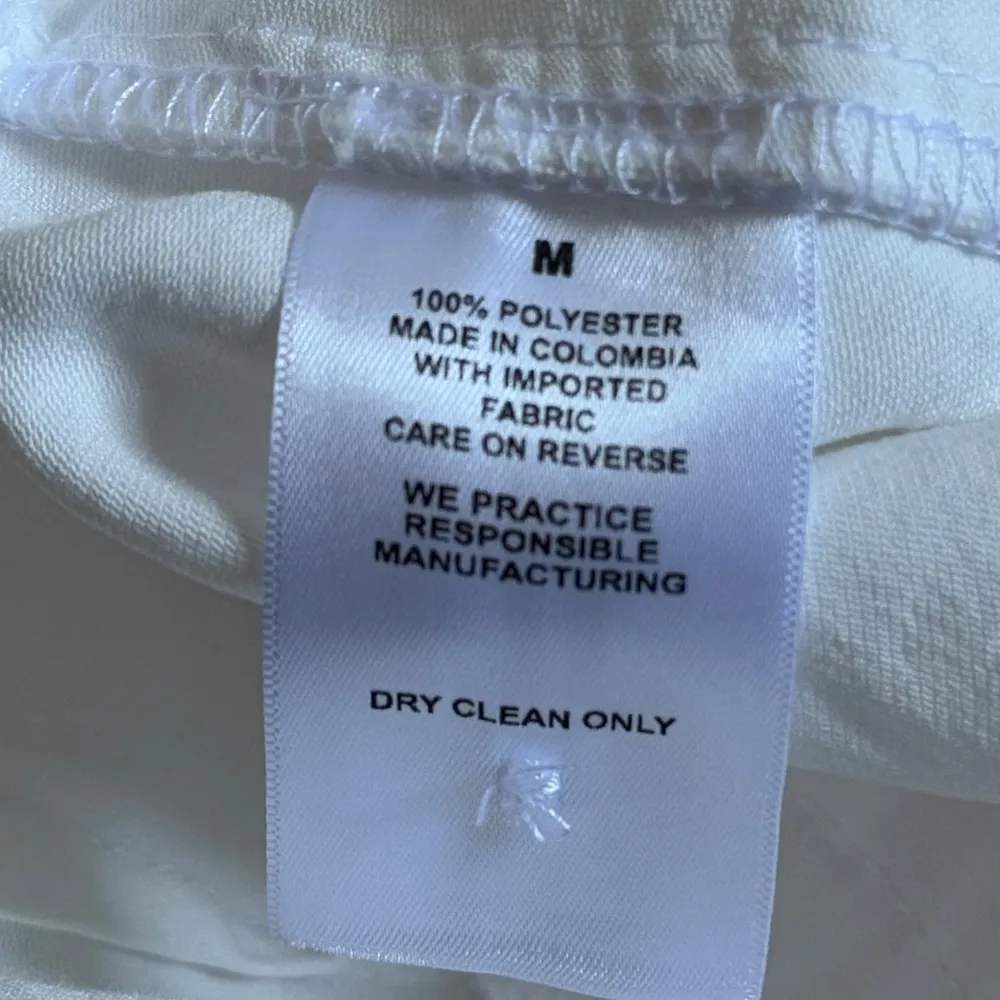 M
100% POLYESTER
MADE IN COLOMBIA
WITH IMPORTED
FABRIC
CARE ON REVERSE
WE PRACTICE
RESPONSIBLE
MANUFACTURING
DRY CLEAN ONLY